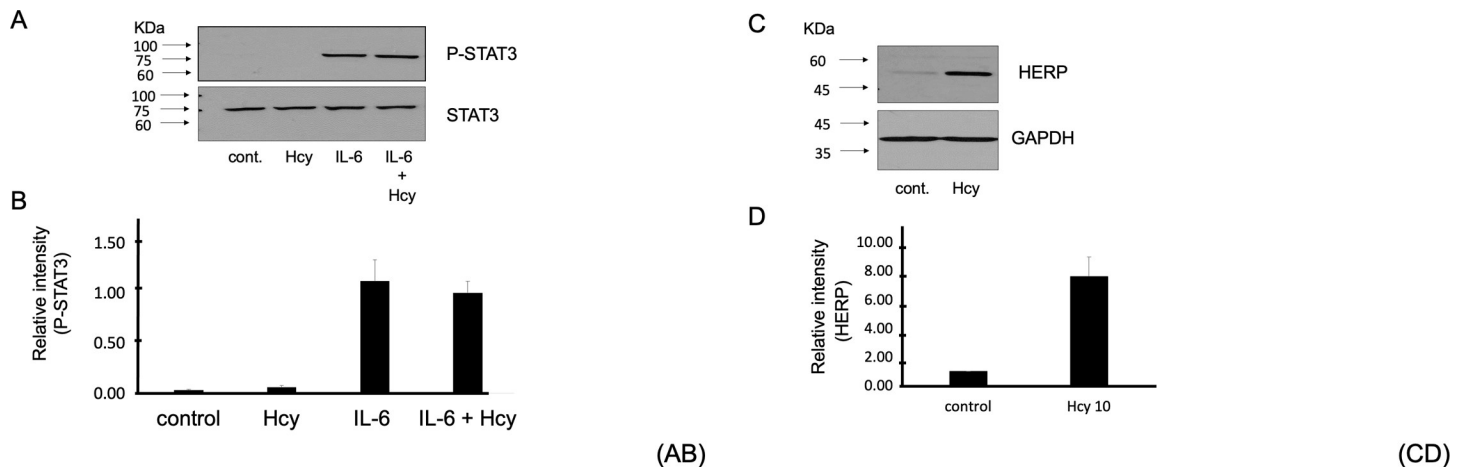 A
KDa
100
75
60
P-STAT3
100
75
60
STAT3
cont. Hcy IL-6 IL-6
+
Hcy
B
Relative intensity
(P-STAT3)
1.50
1.00
0.50
0.00
control Hcy IL-6 IL-6 + Hcy
(AB)
C
KDa
60
45
HERP
45
35
GAPDH
cont. Hcy
D
Relative intensity
(HERP)
10.00
8.00
6.00
4.00
2.00
0.00
control Hcy 10
(CD)